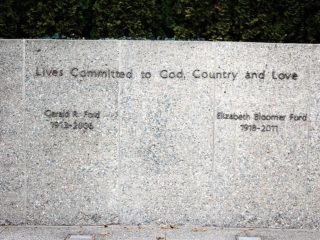 Lives Committed to God, Country and Love
Gerald R. Ford
1913-2006
Elizabeth Bloomer Ford
1918-2011